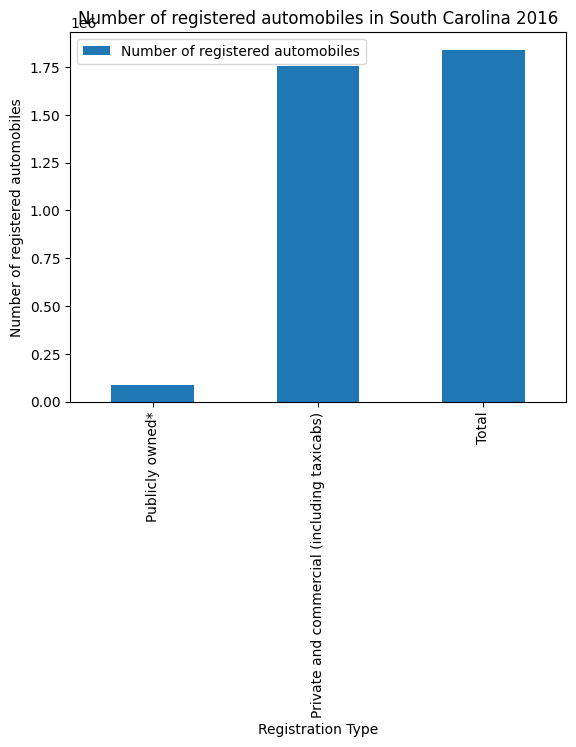 Number of registered automobiles in South Carolina 2016
1e6
Number of registered automobiles
Number of registered automobiles
1.75
1.50
1.25
1.00
0.75
0.50
0.25
0.00
Publicly owned*
Private and commercial (including taxicabs)
Total
Registration Type